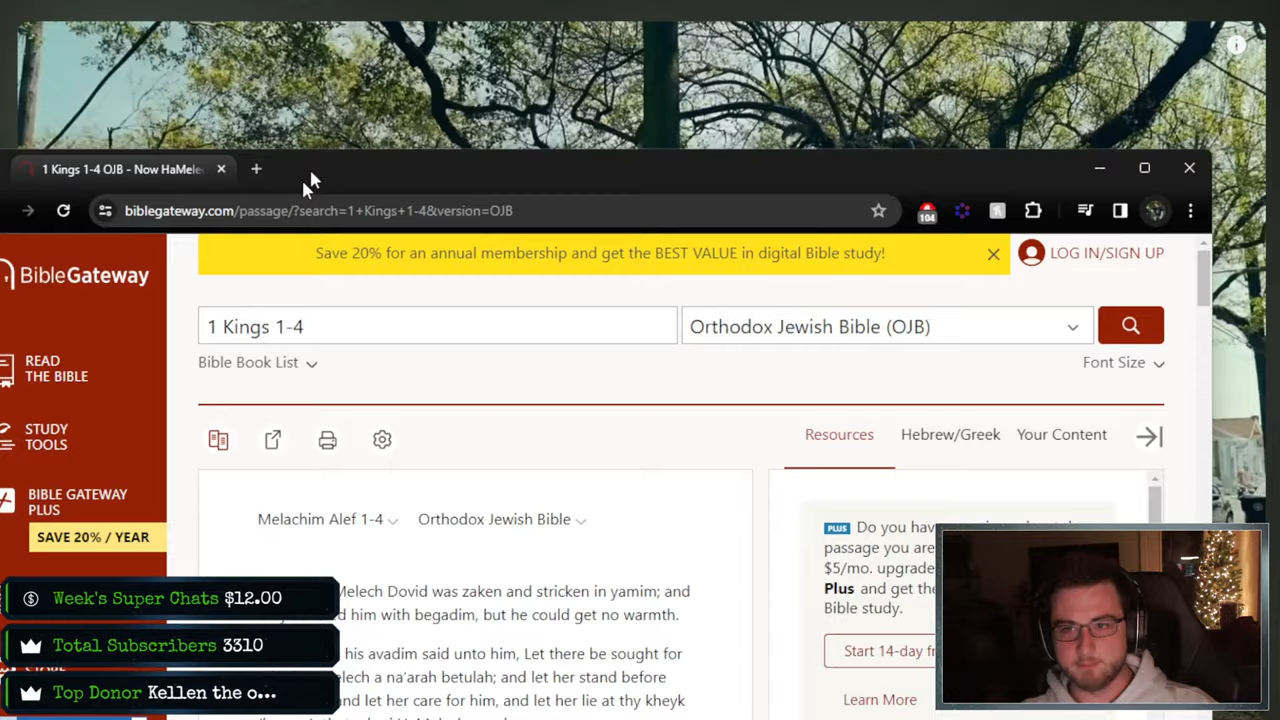 1 Kings 1-4 OJB - Now HaMele
biblegateway.com/passage/?search=1+Kings+1-4&version=OJB
104
Save 20% for an annual membership and get the BEST VALUE in digital Bible study!
LOG IN/SIGN UP
BibleGateway
1 Kings 1-4
Orthodox Jewish Bible (OJB)
Bible Book List
Font Size
READ
THE BIBLE
STUDY
TOOLS
BIBLE GATEWAY
PLUS
SAVE 20% / YEAR
Resources
Hebrew/Greek
Your Content
Melachim Alef 1-4
Orthodox Jewish Bible
Melech Dovid was zaken and stricken in yamim; and
him with begadim, but he could get no warmth.
his avadim said unto him, Let there be sought for
a na'arah betulah; and let her stand before
and let her care for him, and let her lie at thy kheyk
PLUS Do you have
passage you are
$5/mo. upgrade
Plus and get the
Bible study.
Start 14-day
Learn More
Week's Super Chats $12.00
Total Subscribers 3310
Top Donor Kellen the o...